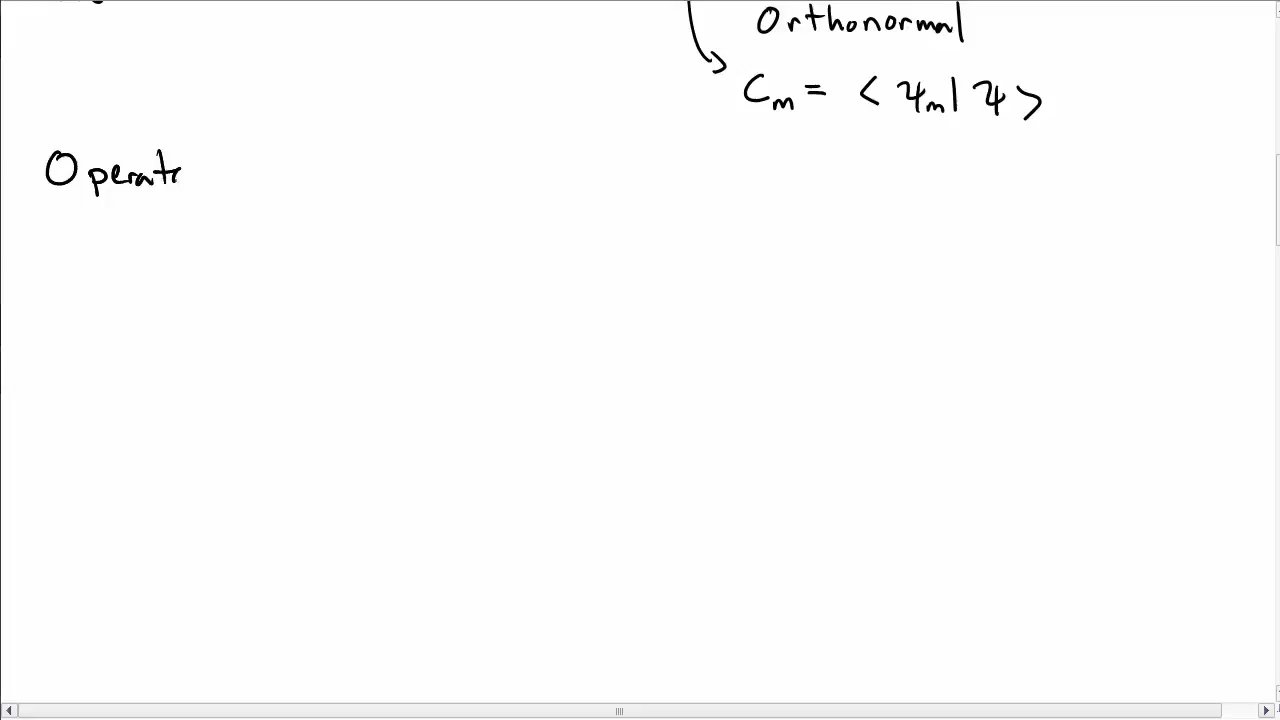 Orthonormal
Cₘ = < ψₘ | ψ >
Operat